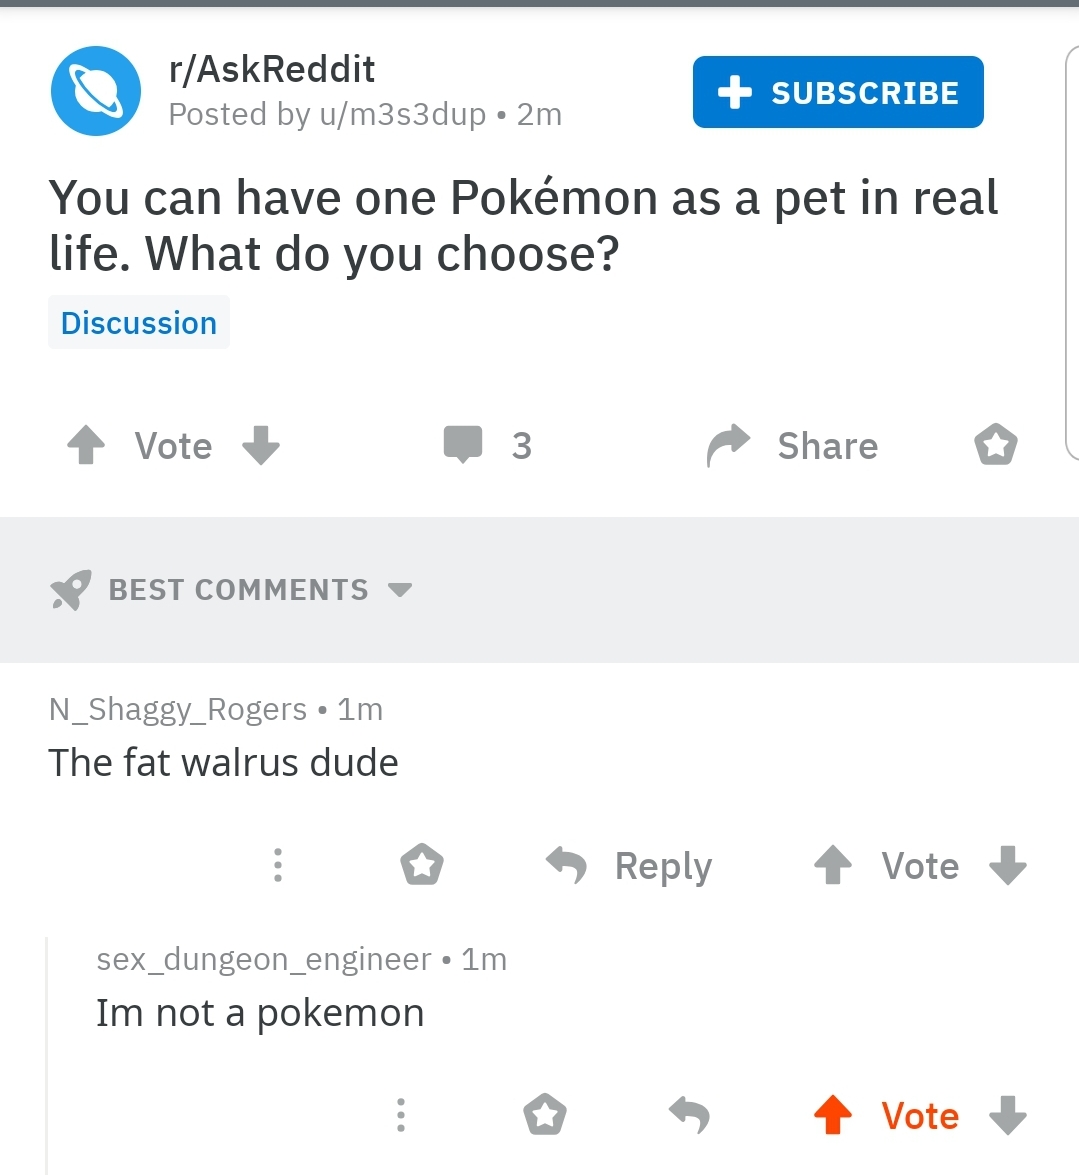 r/AskReddit
Posted by u/m3s3dup • 2m
SUBSCRIBE
You can have one Pokémon as a pet in real
life. What do you choose?
Discussion
Vote
3
Share
BEST COMMENTS
N_Shaggy_Rogers • 1m
The fat walrus dude
Reply
Vote
sex_dungeon_engineer • 1m
Im not a pokemon
Vote